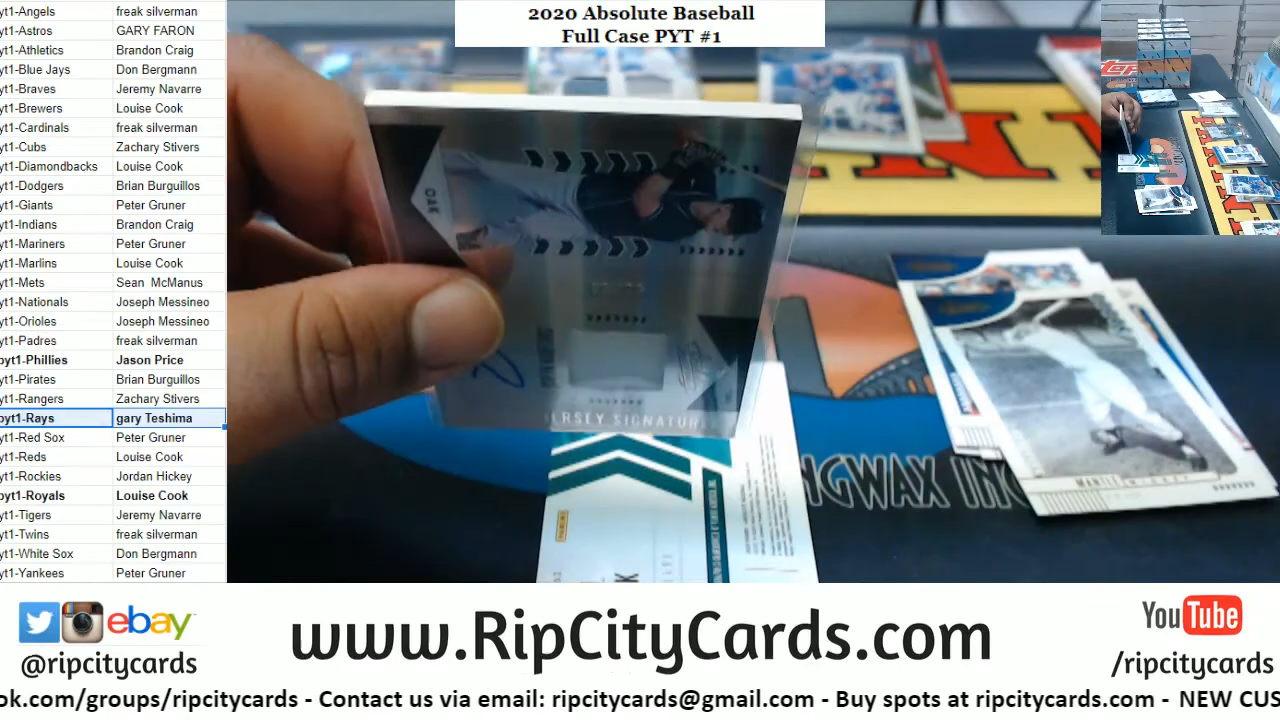 2020 Absolute Baseball
Full Case PYT #1
yt1-Angels freak silverman
yt1-Astros GARY FARON
yt1-Athletics Brandon Craig
yt1-Blue Jays Don Bergmann
yt1-Braves Jeremy Navarre
yt1-Brewers Louise Cook
yt1-Cardinals freak silverman
yt1-Cubs Zachary Stivers
yt1-Diamondbacks Louise Cook
yt1-Dodgers Brian Burguillos
yt1-Giants Peter Gruner
yt1-Indians Brandon Craig
yt1-Mariners Peter Gruner
yt1-Marlins Louise Cook
yt1-Mets Sean McManus
yt1-Nationals Joseph Messineo
yt1-Orioles Joseph Messineo
yt1-Padres freak silverman
pyt1-Phillies Jason Price
yt1-Pirates Brian Burguillos
yt1-Rangers Zachary Stivers
pyt1-Rays gary Teshima
yt1-Red Sox Peter Gruner
yt1-Reds Louise Cook
yt1-Rockies Jordan Hickey
pyt1-Royals Louise Cook
yt1-Tigers Jeremy Navarre
yt1-Twins freak silverman
yt1-White Sox Don Bergmann
yt1-Yankees Peter Gruner
OAK
JERSEY SIGNATUR
PANINI
NGWAX INC
MANTLE
ebay
@ripcitycards
www.RipCityCards.com
YouTube
/ripcitycards
ok.com/groups/ripcitycards - Contact us via email: ripcitycards@gmail.com - Buy spots at ripcitycards.com - NEW CUS